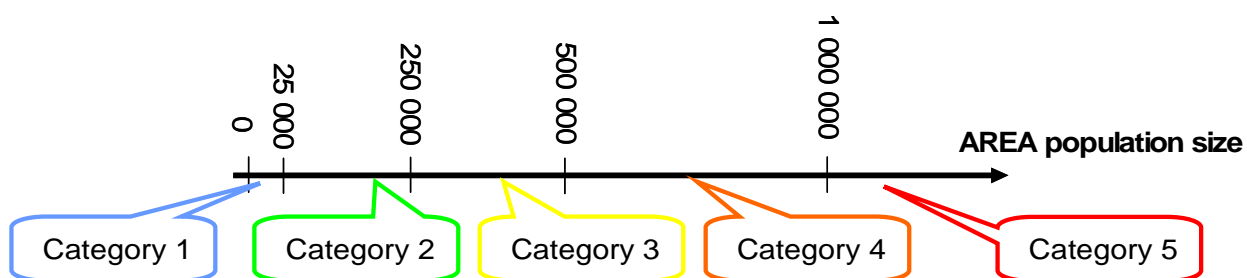 0
25 000
250 000
500 000
1 000 000
AREA population size
Category 1
Category 2
Category 3
Category 4
Category 5